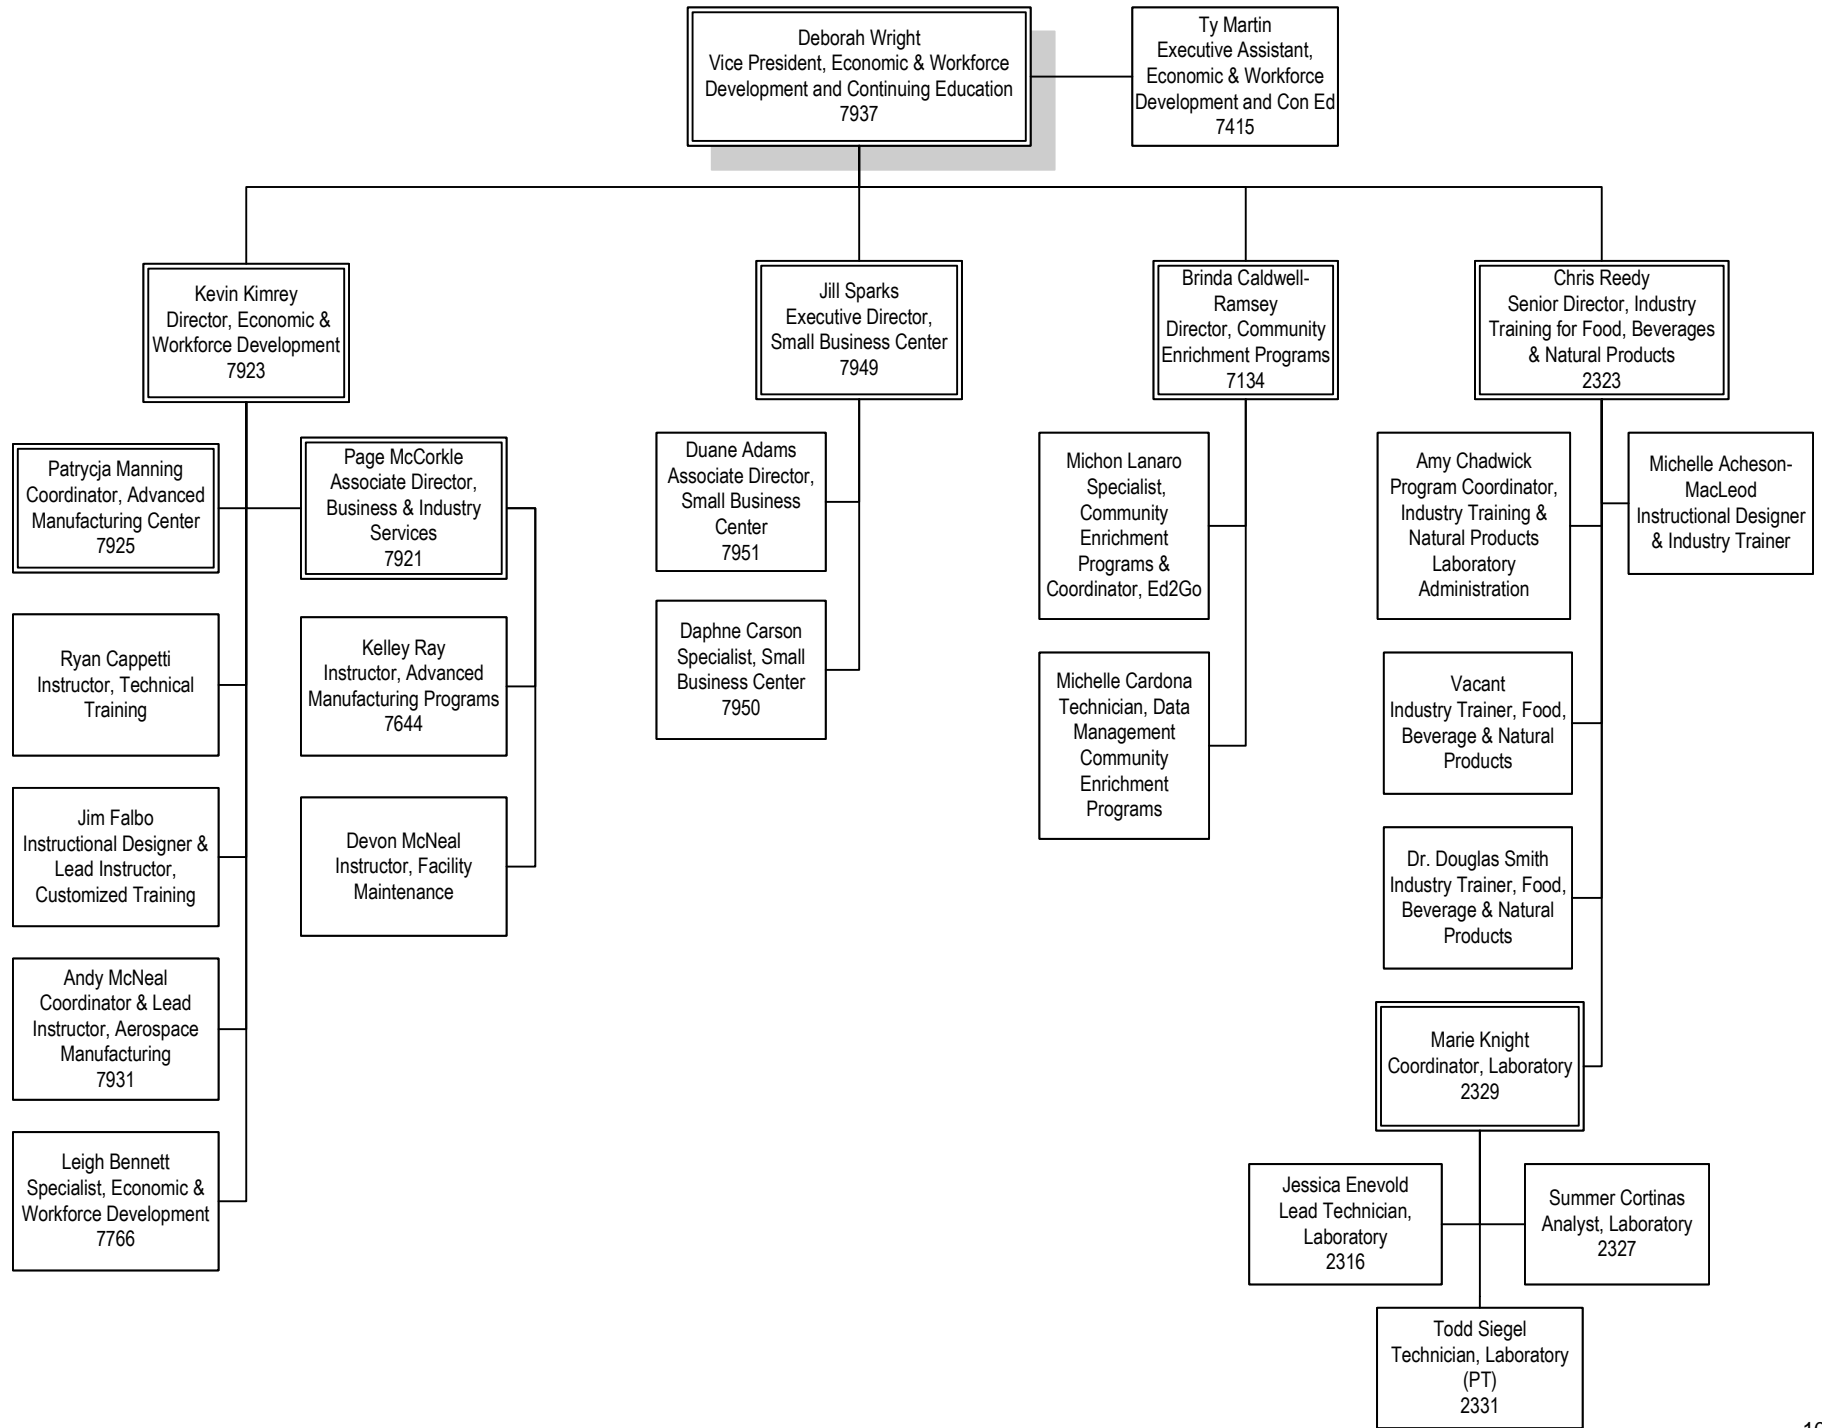 Deborah Wright
Vice President, Economic & Workforce
Development and Continuing Education
7937
Ty Martin
Executive Assistant,
Economic & Workforce
Development and Con Ed
7415
Kevin Kimrey
Director, Economic &
Workforce Development
7923
Jill Sparks
Executive Director,
Small Business Center
7949
Brinda Caldwell-
Ramsey
Director, Community
Enrichment Programs
7134
Chris Reedy
Senior Director, Industry
Training for Food, Beverages
& Natural Products
2323
Patrycja Manning
Coordinator, Advanced
Manufacturing Center
7925
Page McCorkle
Associate Director,
Business & Industry
Services
7921
Duane Adams
Associate Director,
Small Business
Center
7951
Michon Lanaro
Specialist,
Community
Enrichment
Programs &
Coordinator, Ed2Go
Amy Chadwick
Program Coordinator,
Industry Training &
Natural Products
Laboratory
Administration
Michelle Acheson-
MacLeod
Instructional Designer
& Industry Trainer
Ryan Cappetti
Instructor, Technical
Training
Kelley Ray
Instructor, Advanced
Manufacturing Programs
7644
Daphne Carson
Specialist, Small
Business Center
7950
Michelle Cardona
Technician, Data
Management
Community
Enrichment
Programs
Vacant
Industry Trainer, Food,
Beverage & Natural
Products
Jim Falbo
Instructional Designer &
Lead Instructor,
Customized Training
Devon McNeal
Instructor, Facility
Maintenance
Dr. Douglas Smith
Industry Trainer, Food,
Beverage & Natural
Products
Andy McNeal
Coordinator & Lead
Instructor, Aerospace
Manufacturing
7931
Marie Knight
Coordinator, Laboratory
2329
Leigh Bennett
Specialist, Economic &
Workforce Development
7766
Jessica Enevold
Lead Technician,
Laboratory
2316
Summer Cortinas
Analyst, Laboratory
2327
Todd Siegel
Technician, Laboratory
(PT)
2331